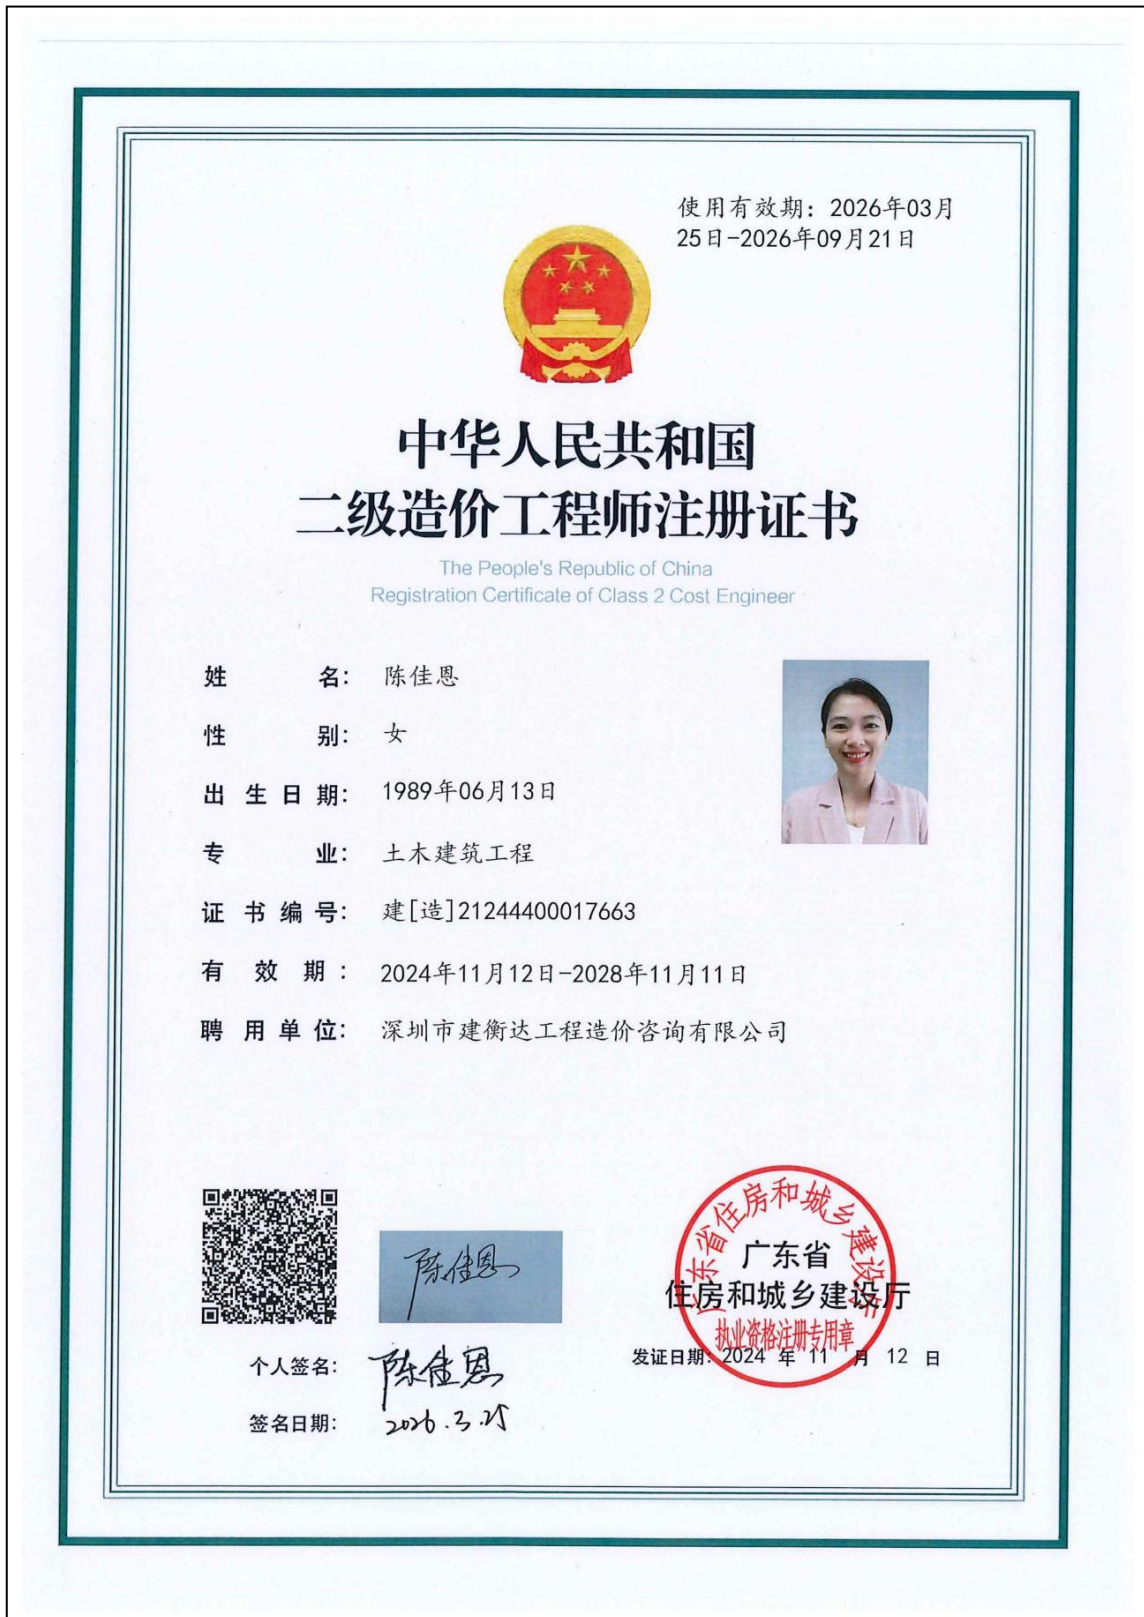 使用有效期：2026年03月
25日-2026年09月21日
中华人民共和国
二级造价工程师注册证书
The People's Republic of China
Registration Certificate of Class 2 Cost Engineer
姓 名： 陈佳恩
性 别： 女
出生日期： 1989年06月13日
专 业： 土木建筑工程
证书编号： 建[造]21244400017663
有 效 期： 2024年11月12日-2028年11月11日
聘用单位： 深圳市建衡达工程造价咨询有限公司
陈佳恩
广东省住房和城乡建设厅
广东省
住房和城乡建设厅
执业资格注册专用章
个人签名： 陈佳恩
发证日期：2024 年 11 月 12 日
签名日期： 2026.3.25